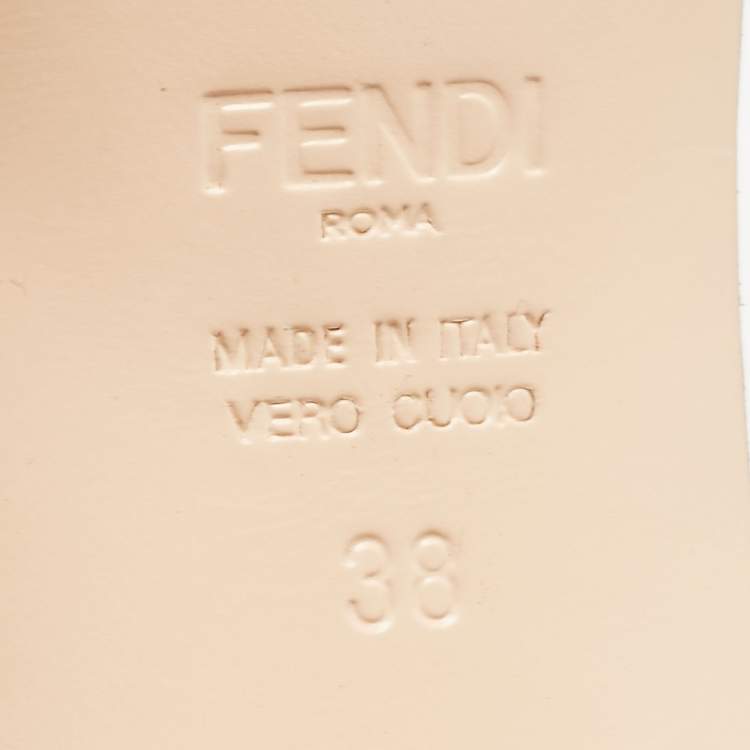 FENDI
ROMA
MADE IN ITALY
VERO CUOIO
38